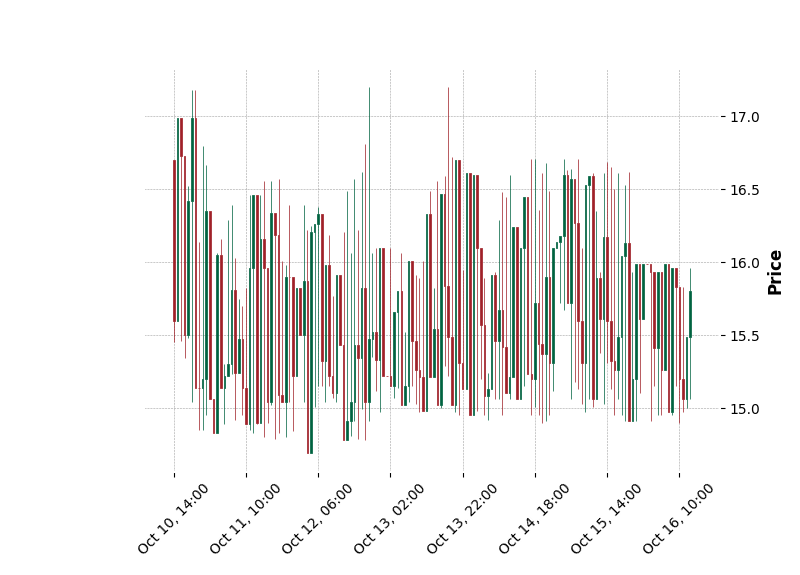 17.0
16.5
16.0
15.5
15.0
Price
Oct 10, 14:00
Oct 11, 10:00
Oct 12, 06:00
Oct 13, 02:00
Oct 13, 22:00
Oct 14, 18:00
Oct 15, 14:00
Oct 16, 10:00